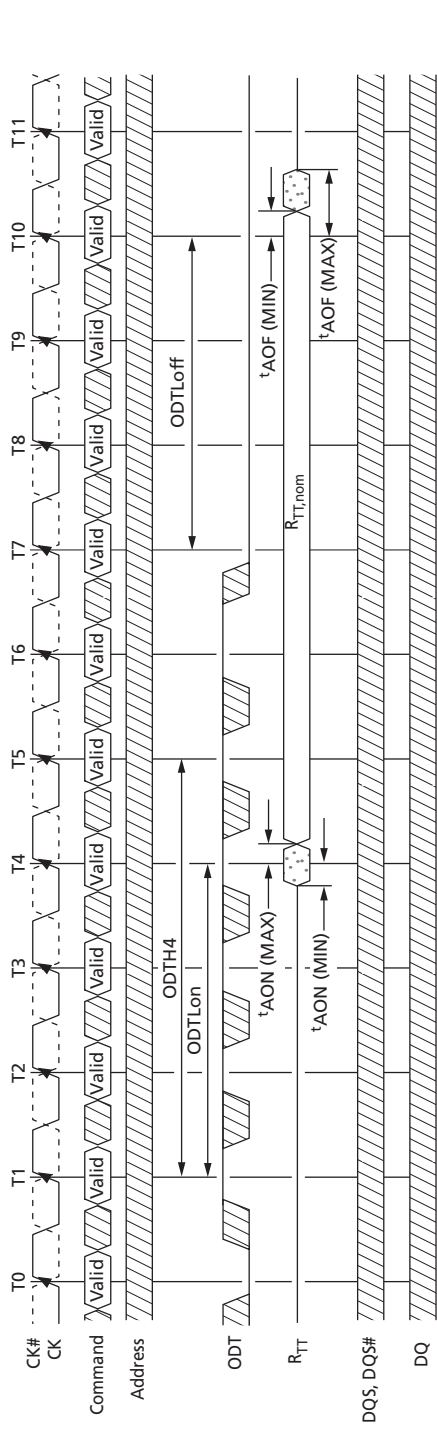 T0 T1 T2 T3 T4 T5 T6 T7 T8 T9 T10 T11
CK#
CK
Command Valid Valid Valid Valid Valid Valid Valid Valid Valid Valid Valid Valid
Address
ODTH4
ODTLoff
ODTLon
ODT
tAON (MAX)
tAOF (MIN)
RTT
RTT,nom
tAON (MIN)
tAOF (MAX)
DQS, DQS#
DQ